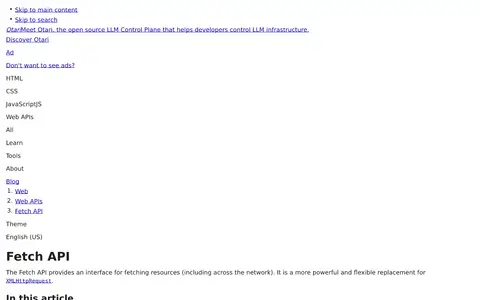 • Skip to main content
• Skip to search
OtariMeet Otari, the open source LLM Control Plane that helps developers control LLM infrastructure.
Discover Otari
Ad
Don't want to see ads?
HTML
CSS
JavaScriptJS
Web APIs
All
Learn
Tools
About
Blog
1. Web
2. Web APIs
3. Fetch API
Theme
English (US)
Fetch API
The Fetch API provides an interface for fetching resources (including across the network). It is a more powerful and flexible replacement for
XMLHttpRequest.
In this article